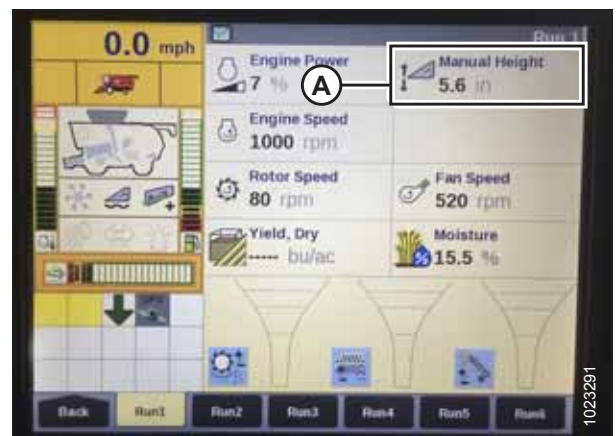 0.0 mph
Run 1
Engine Power
7 %
A
Manual Height
5.6 in
Engine Speed
1000 rpm
Rotor Speed
80 rpm
Fan Speed
520 rpm
Yield, Dry
----- bu/ac
Moisture
15.5 %
Back
Run1
Run2
Run3
Run4
Run5
Run6
1023291